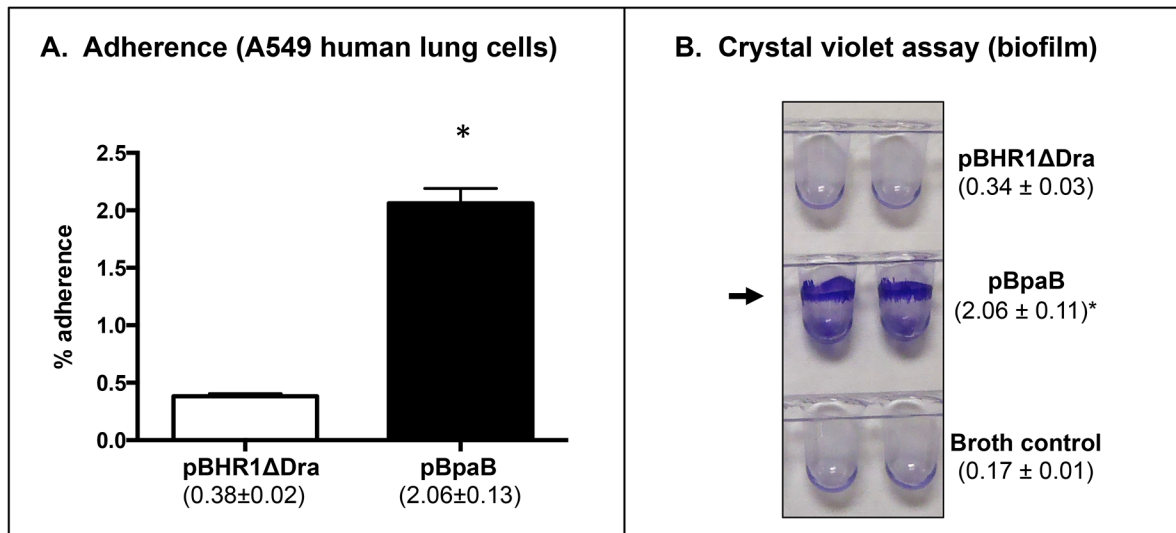 A. Adherence (A549 human lung cells)
*
2.5
2.0
1.5
1.0
0.5
0.0
% adherence
pBHR1ΔDra
(0.38±0.02)
pBpaB
(2.06±0.13)
B. Crystal violet assay (biofilm)
pBHR1ΔDra
(0.34 ± 0.03)
pBpaB
(2.06 ± 0.11)*
Broth control
(0.17 ± 0.01)